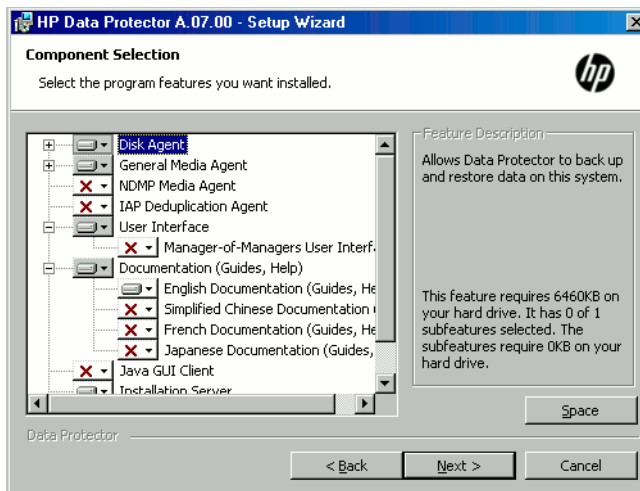 HP Data Protector A.07.00 - Setup Wizard
Component Selection
Select the program features you want installed.
hp
Disk Agent
General Media Agent
NDMP Media Agent
IAP Deduplication Agent
User Interface
Manager-of-Managers User Interf
Documentation (Guides, Help)
English Documentation (Guides, He
Simplified Chinese Documentation
French Documentation (Guides, He
Japanese Documentation (Guides,
Java GUI Client
Installation Server
Feature Description
Allows Data Protector to back up
and restore data on this system.
This feature requires 6460KB on
your hard drive. It has 0 of 1
subfeatures selected. The
subfeatures require 0KB on your
hard drive.
Space
Data Protector
< Back
Next >
Cancel